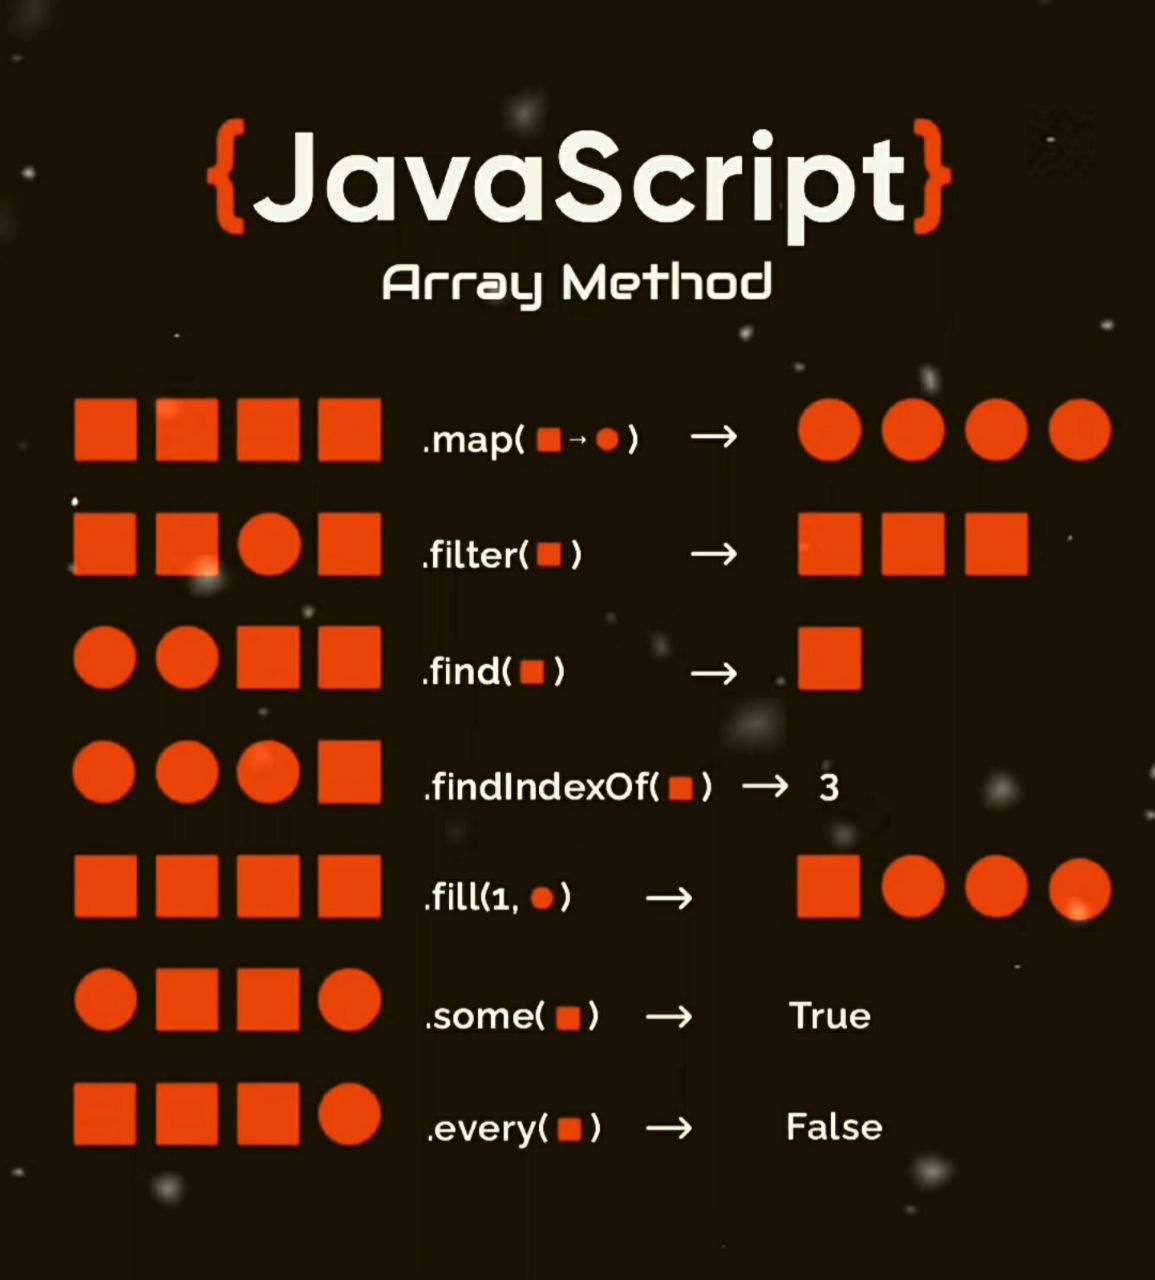 {JavaScript}
Array Method
.map( → ) →
.filter( ) →
.find( ) →
.findIndexOf( ) → 3
.fill(1, ) →
.some( ) → True
.every( ) → False